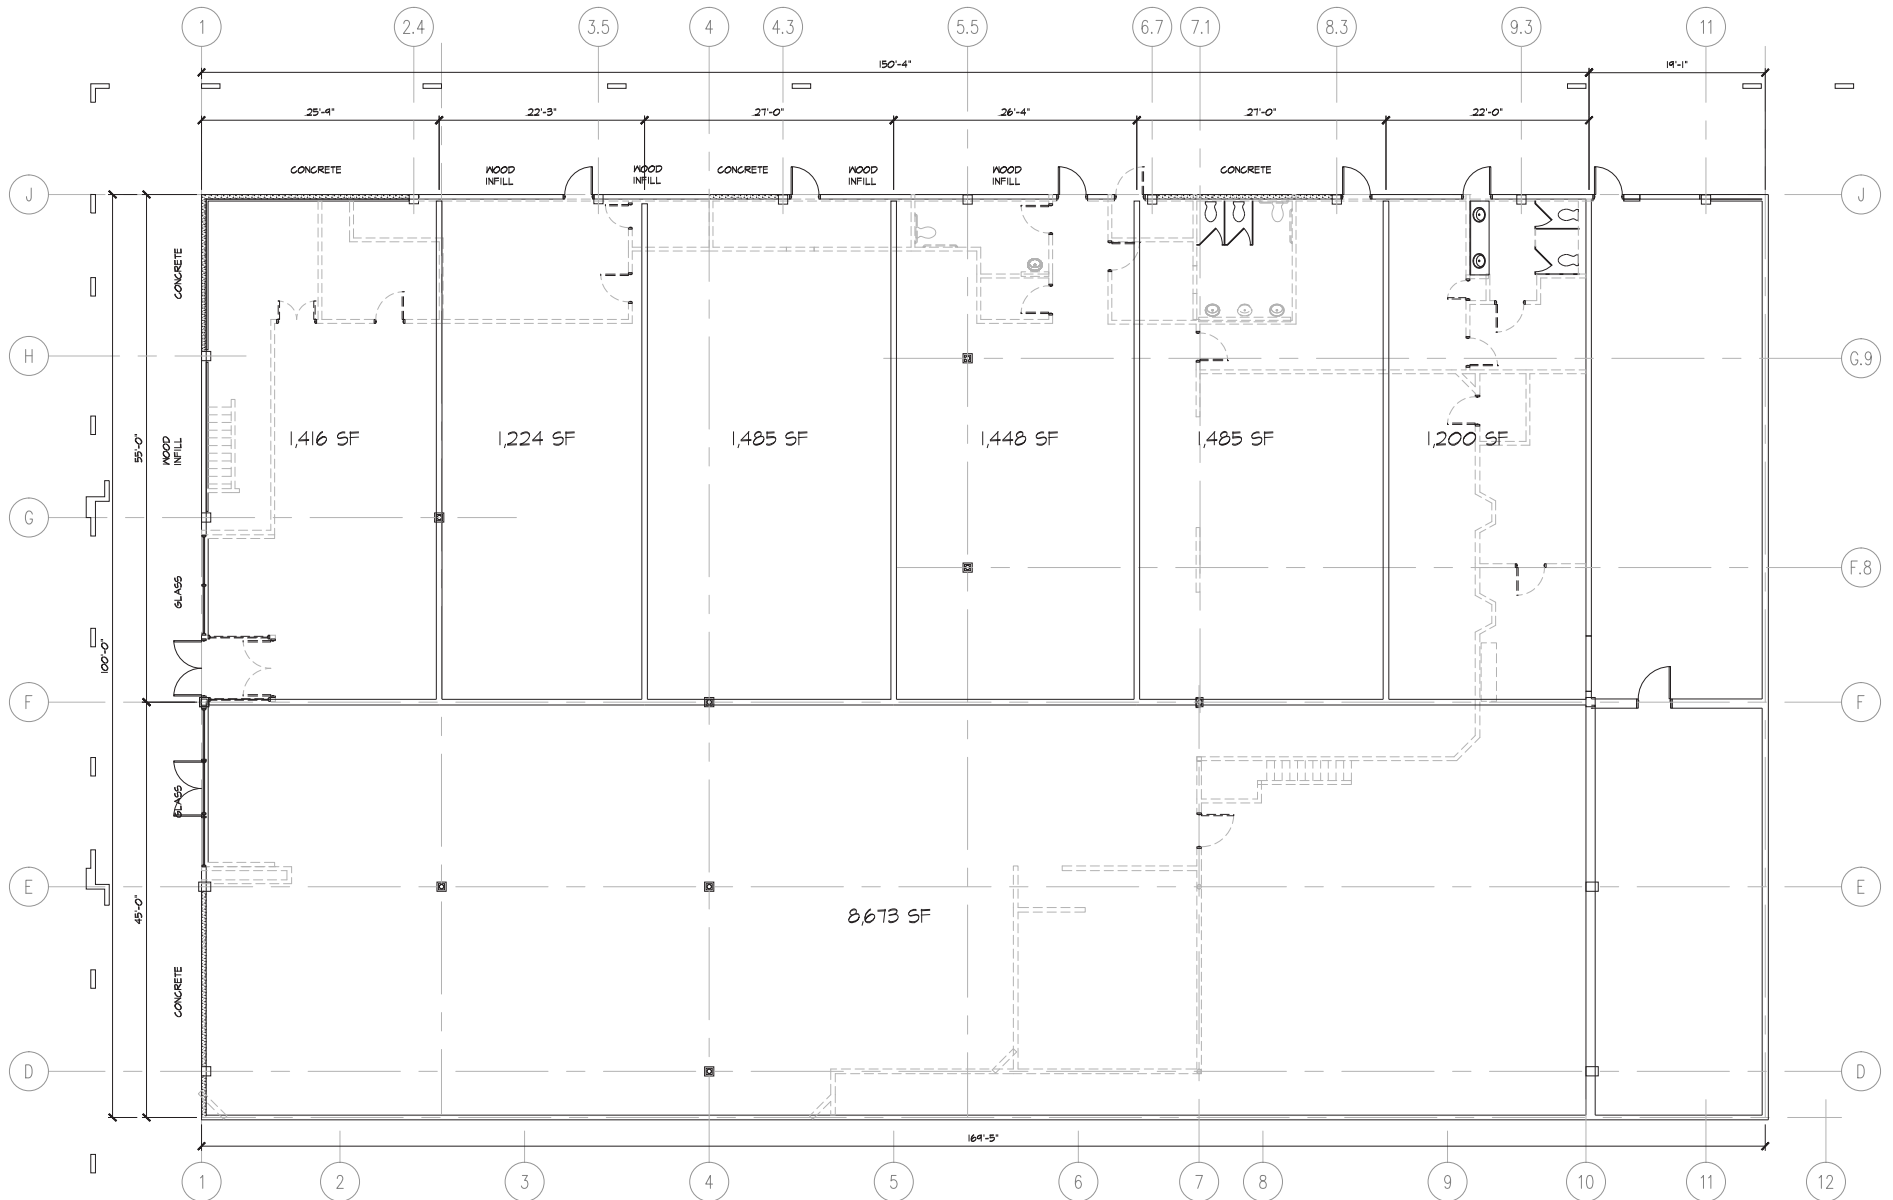 1 2.4 3.5 4 4.3 5.5 6.7 7.1 8.3 9.3 11
150'-4" 19'-1"
25'-9" 22'-3" 27'-0" 26'-4" 27'-0" 22'-0"
CONCRETE
WOOD
INFILL
WOOD
INFILL
CONCRETE
WOOD
INFILL
WOOD
INFILL
CONCRETE
J J
CONCRETE
H G.9
55'-0"
WOOD
INFILL
1,416 SF 1,224 SF 1,485 SF 1,448 SF 1,485 SF 1,200 SF
G
F.8
GLASS
100'-0"
F F
GLASS
E E
45'-0"
8,673 SF
CONCRETE
D D
169'-5"
1 2 3 4 5 6 7 8 9 10 11 12